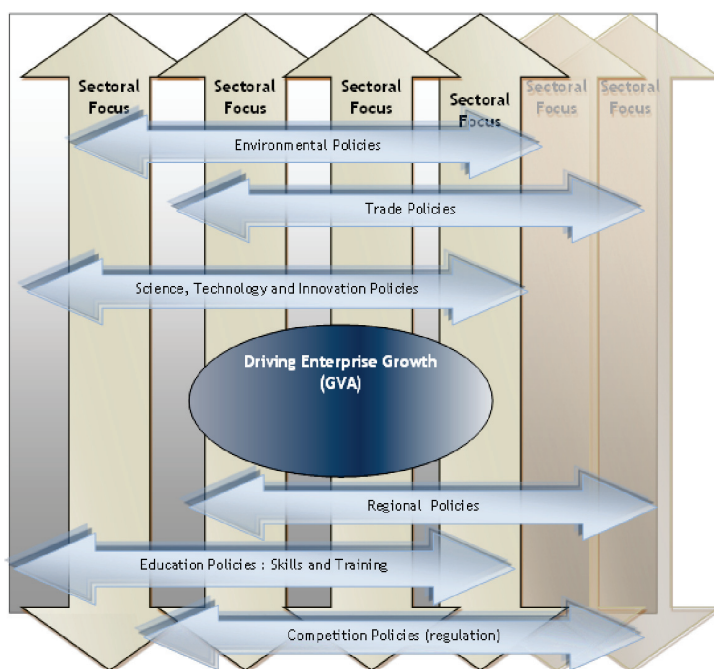 Sectoral
Focus
Sectoral
Focus
Sectoral
Focus
Sectoral
Focus
Sectoral
Focus
Sectoral
Focus
Environmental Policies
Trade Policies
Science, Technology and Innovation Policies
Driving Enterprise Growth
(GVA)
Regional Policies
Education Policies : Skills and Training
Competition Policies (regulation)